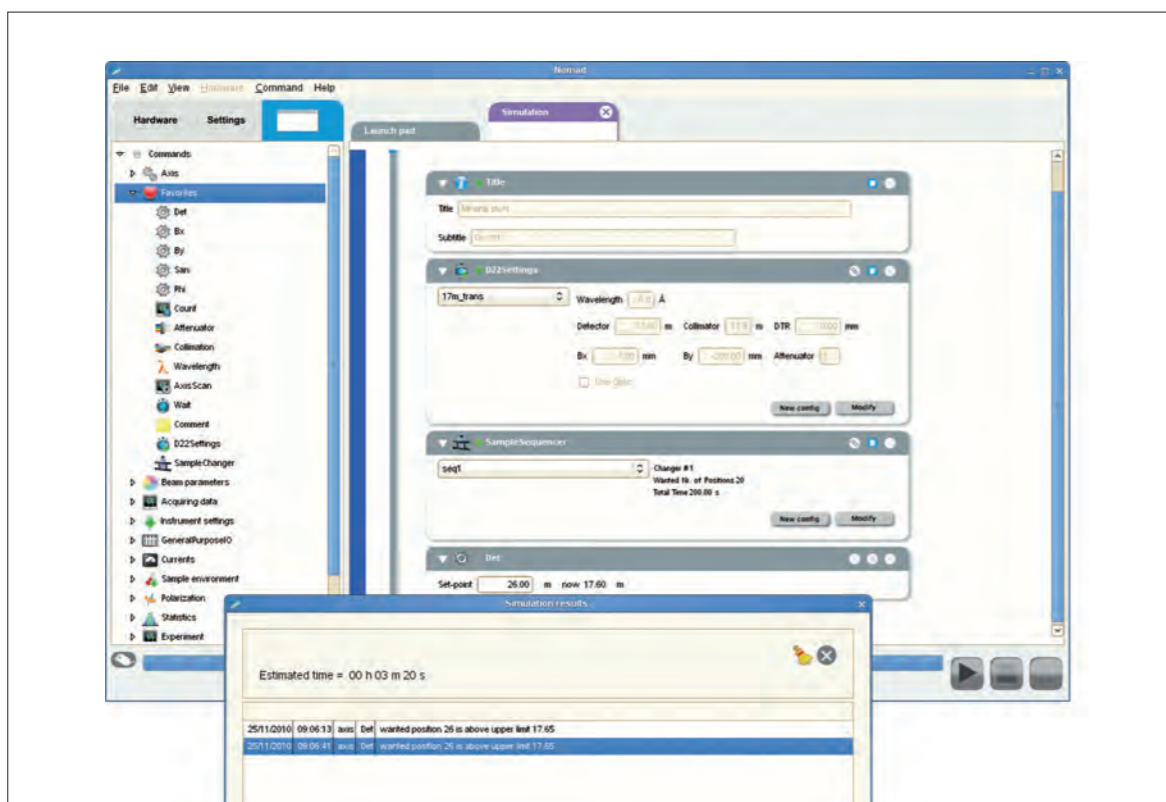 Nomad
File Edit View Hardware Command Help
Hardware Settings
Launch pad
Simulation
Commands
Axis
Favorites
Det
Bx
By
San
Phi
Count
Attenuator
Collimation
Wavelength
AxisScan
Wait
Comment
D22Settings
SampleChanger
Beam parameters
Acquiring data
Instrument settings
GeneralPurposeIO
Currents
Sample environment
Polarization
Statistics
Experiment
Title
Title
Subtitle
D22Settings
17m_trans
Wavelength Å
Detector m Collimator m DTR mm
Bx mm By -200.00 mm Attenuator
New config Modify
SampleSequencer
seq1
Changer #1
Wanted Nr. of Positions 20
Total Time 200.00 s
New config Modify
Det
Set-point 26.00 m now 17.60 m
Simulation results
Estimated time = 00 h 03 m 20 s
25/11/2010 09:06:13 axis Det wanted position 26 is above upper limit 17.65
25/11/2010 09:06:41 axis Det wanted position 26 is above upper limit 17.65